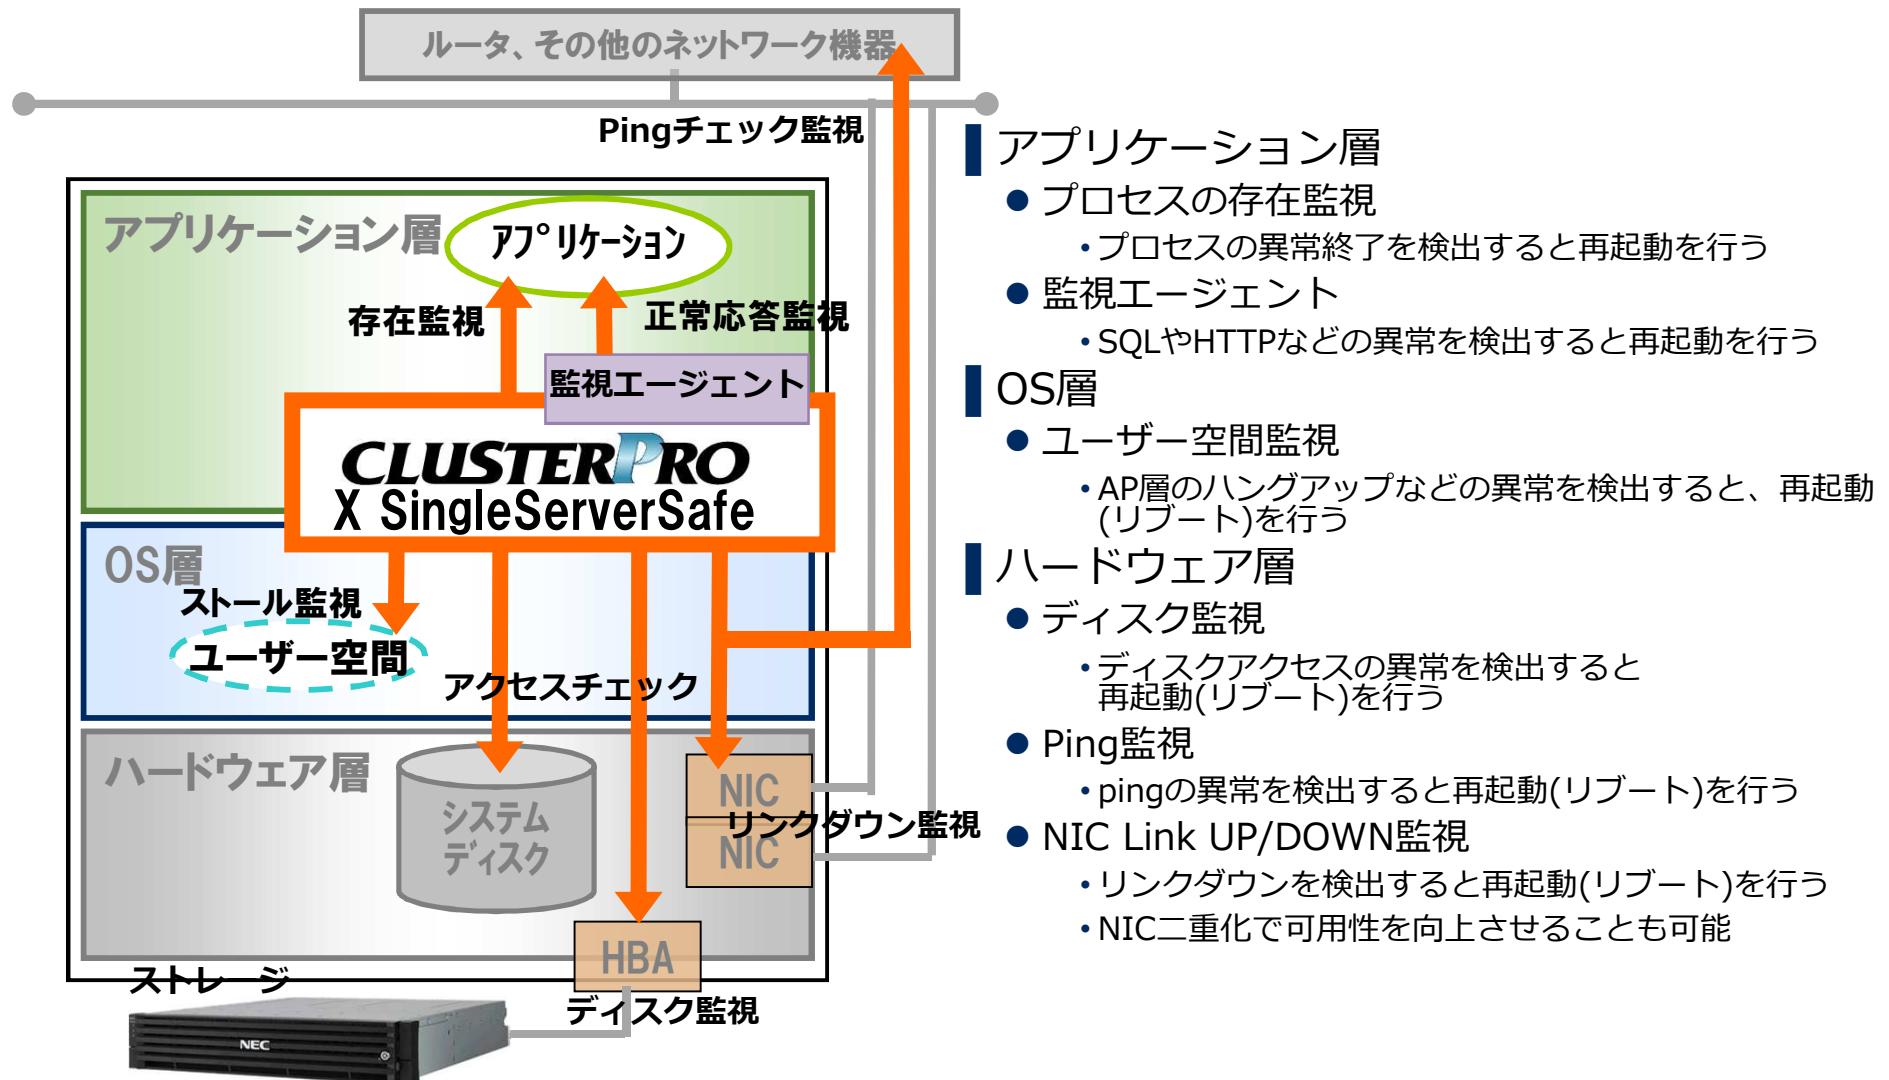 ルータ、その他のネットワーク機器
Pingチェック監視
アプリケーション層
ｱﾌﾟﾘｹｰｼｮﾝ
存在監視
正常応答監視
監視エージェント
CLUSTERPRO
X SingleServerSafe
OS層
ストール監視
ユーザー空間
アクセスチェック
ハードウェア層
システム
ディスク
NIC
リンクダウン監視
NIC
HBA
ストレージ
ディスク監視
NEC
アプリケーション層
● プロセスの存在監視
・プロセスの異常終了を検出すると再起動を行う
● 監視エージェント
・SQLやHTTPなどの異常を検出すると再起動を行う
OS層
● ユーザー空間監視
・AP層のハングアップなどの異常を検出すると、再起動
(リブート)を行う
ハードウェア層
● ディスク監視
・ディスクアクセスの異常を検出すると
再起動(リブート)を行う
● Ping監視
・pingの異常を検出すると再起動(リブート)を行う
● NIC Link UP/DOWN監視
・リンクダウンを検出すると再起動(リブート)を行う
・NIC二重化で可用性を向上させることも可能